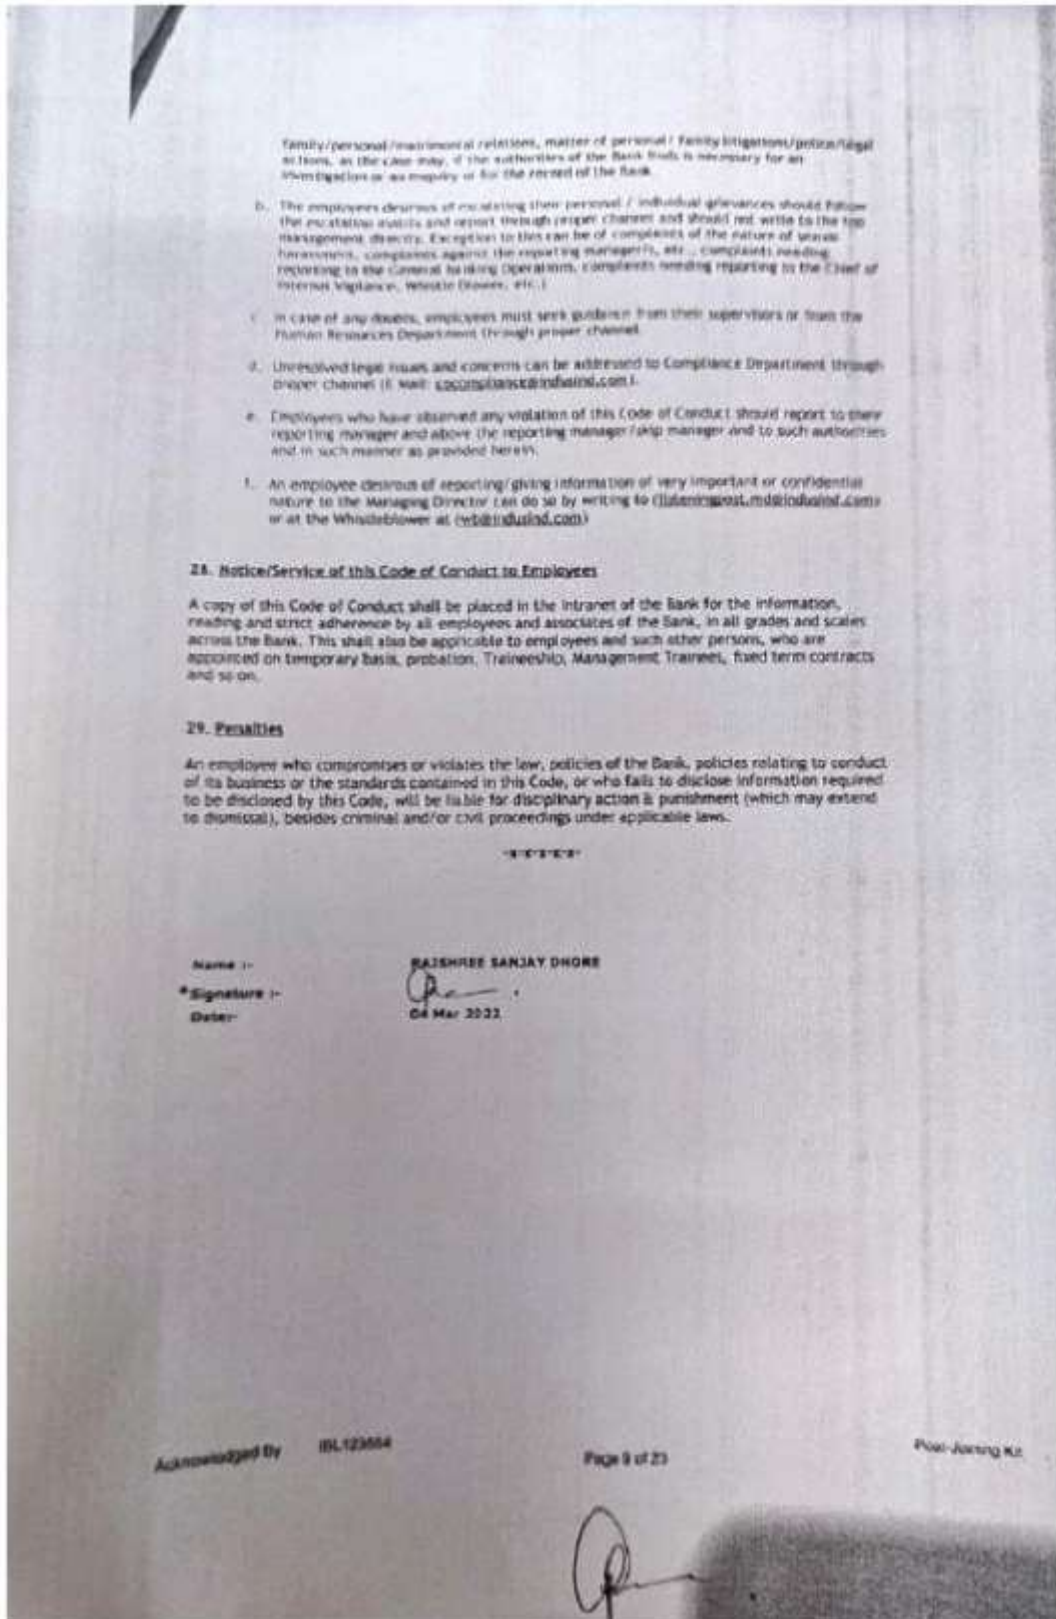 family/personal/matrimonial relations, matter of personal/ family litigations/police/legal
actions, as the case may, if the authorities of the Bank finds is necessary for an
investigation or an enquiry or for the record of the Bank.
b. The employees desirous of escalating their personal / individual grievances should follow
the escalation matrix and report through proper channel and should not write to the top
management directly. Exception to this can be of complaints of the nature of sexual
harassment, complaints against the reporting manager/s, etc., complaints needing
reporting to the General Banking Operations, complaints needing reporting to the Chief of
Internal Vigilance, Whistle Blower, etc.)
c. In case of any doubts, employees must seek guidance from their supervisors or from the
Human Resources Department through proper channel
d. Unresolved legal issues and concerns can be addressed to Compliance Department through
proper channel (E Mail: cocompliance@indusind.com).
e. Employees who have observed any violation of this Code of Conduct should report to their
reporting manager and above the reporting manager/skip manager and to such authorities
and in such manner as provided herein.
f. An employee desirous of reporting/giving information of very important or confidential
nature to the Managing Director can do so by writing to (listeningpost.md@indusind.com)
or at the Whistleblower at (wb@indusind.com)
28. Notice/Service of this Code of Conduct to Employees
A copy of this Code of Conduct shall be placed in the Intranet of the Bank for the information,
reading and strict adherence by all employees and associates of the Bank, in all grades and scales
across the Bank. This shall also be applicable to employees and such other persons, who are
appointed on temporary basis, probation, Traineeship, Management Trainees, fixed term contracts
and so on.
29. Penalties
An employee who compromises or violates the law, policies of the Bank, policies relating to conduct
of its business or the standards contained in this Code, or who fails to disclose information required
to be disclosed by this Code, will be liable for disciplinary action & punishment (which may extend
to dismissal), besides criminal and/or civil proceedings under applicable laws.
Name :- RAJSHREE SANJAY DHORE
*Signature :-
Date:- 04 Mar 2022
Acknowledged By IBL123554 Page 9 of 23 Post-Joining Kit